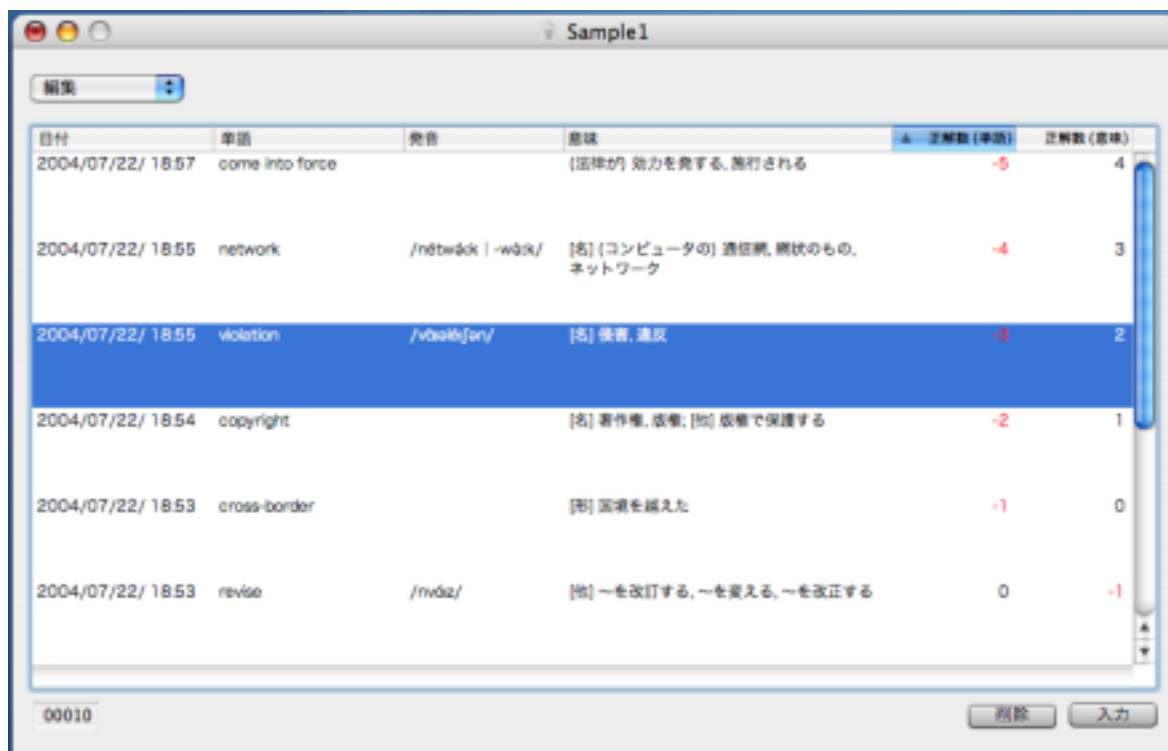 Sample1
編集
日付 単語 発音 意味 正解数(単語) 正解数(意味)
2004/07/22/ 18:57 come into force (法律が) 効力を発する, 施行される -5 4
2004/07/22/ 18:55 network /nétwə̀ːk | -wə̀ːk/ [名] (コンピュータの) 通信網, 網状のもの, -4 3
ネットワーク
2004/07/22/ 18:55 violation [名] 侵害, 違反 -3 2
2004/07/22/ 18:54 copyright [名] 著作権, 版権; [他] 版権で保護する -2 1
2004/07/22/ 18:53 cross-border [形] 国境を越えた -1 0
2004/07/22/ 18:53 revise [他] 〜を改訂する, 〜を変える, 〜を改正する 0 -1
00010
削除 入力